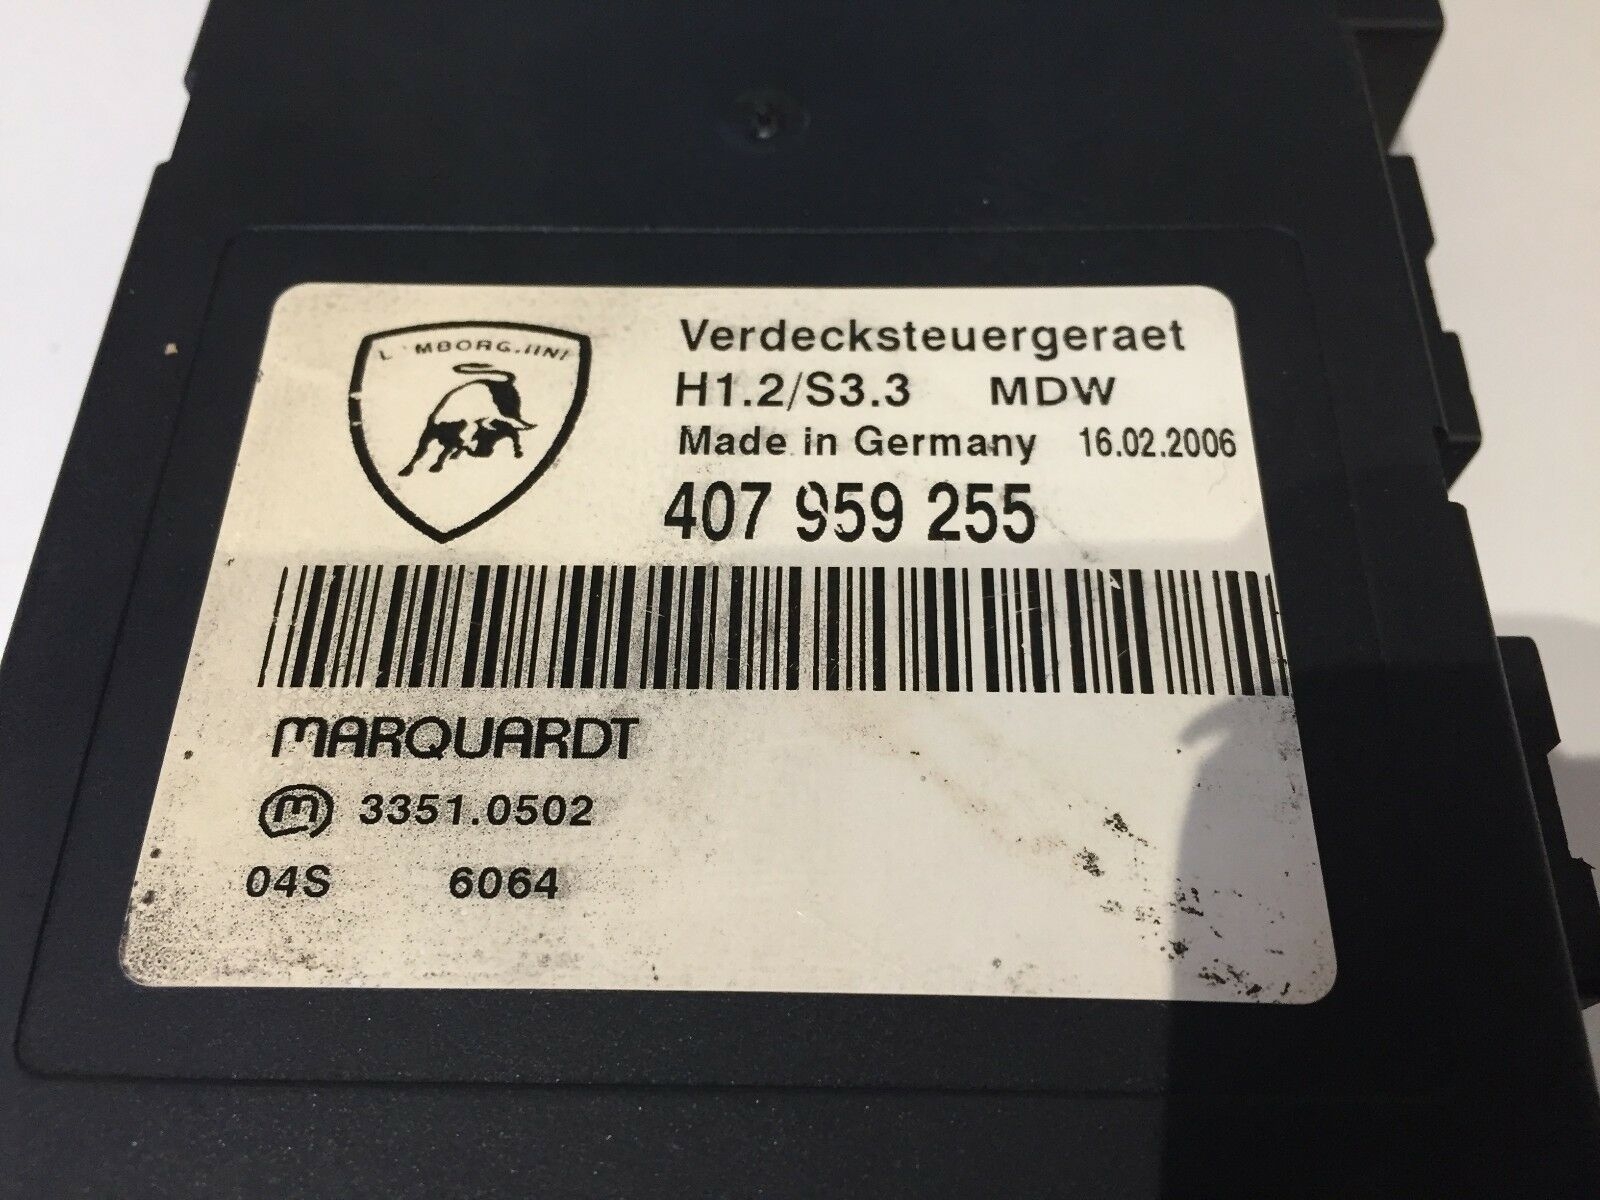 Verdecksteuergeraet
H1.2/S3.3 MDW
Made in Germany 16.02.2006
407 959 255
MARQUARDT
m 3351.0502
04S 6064